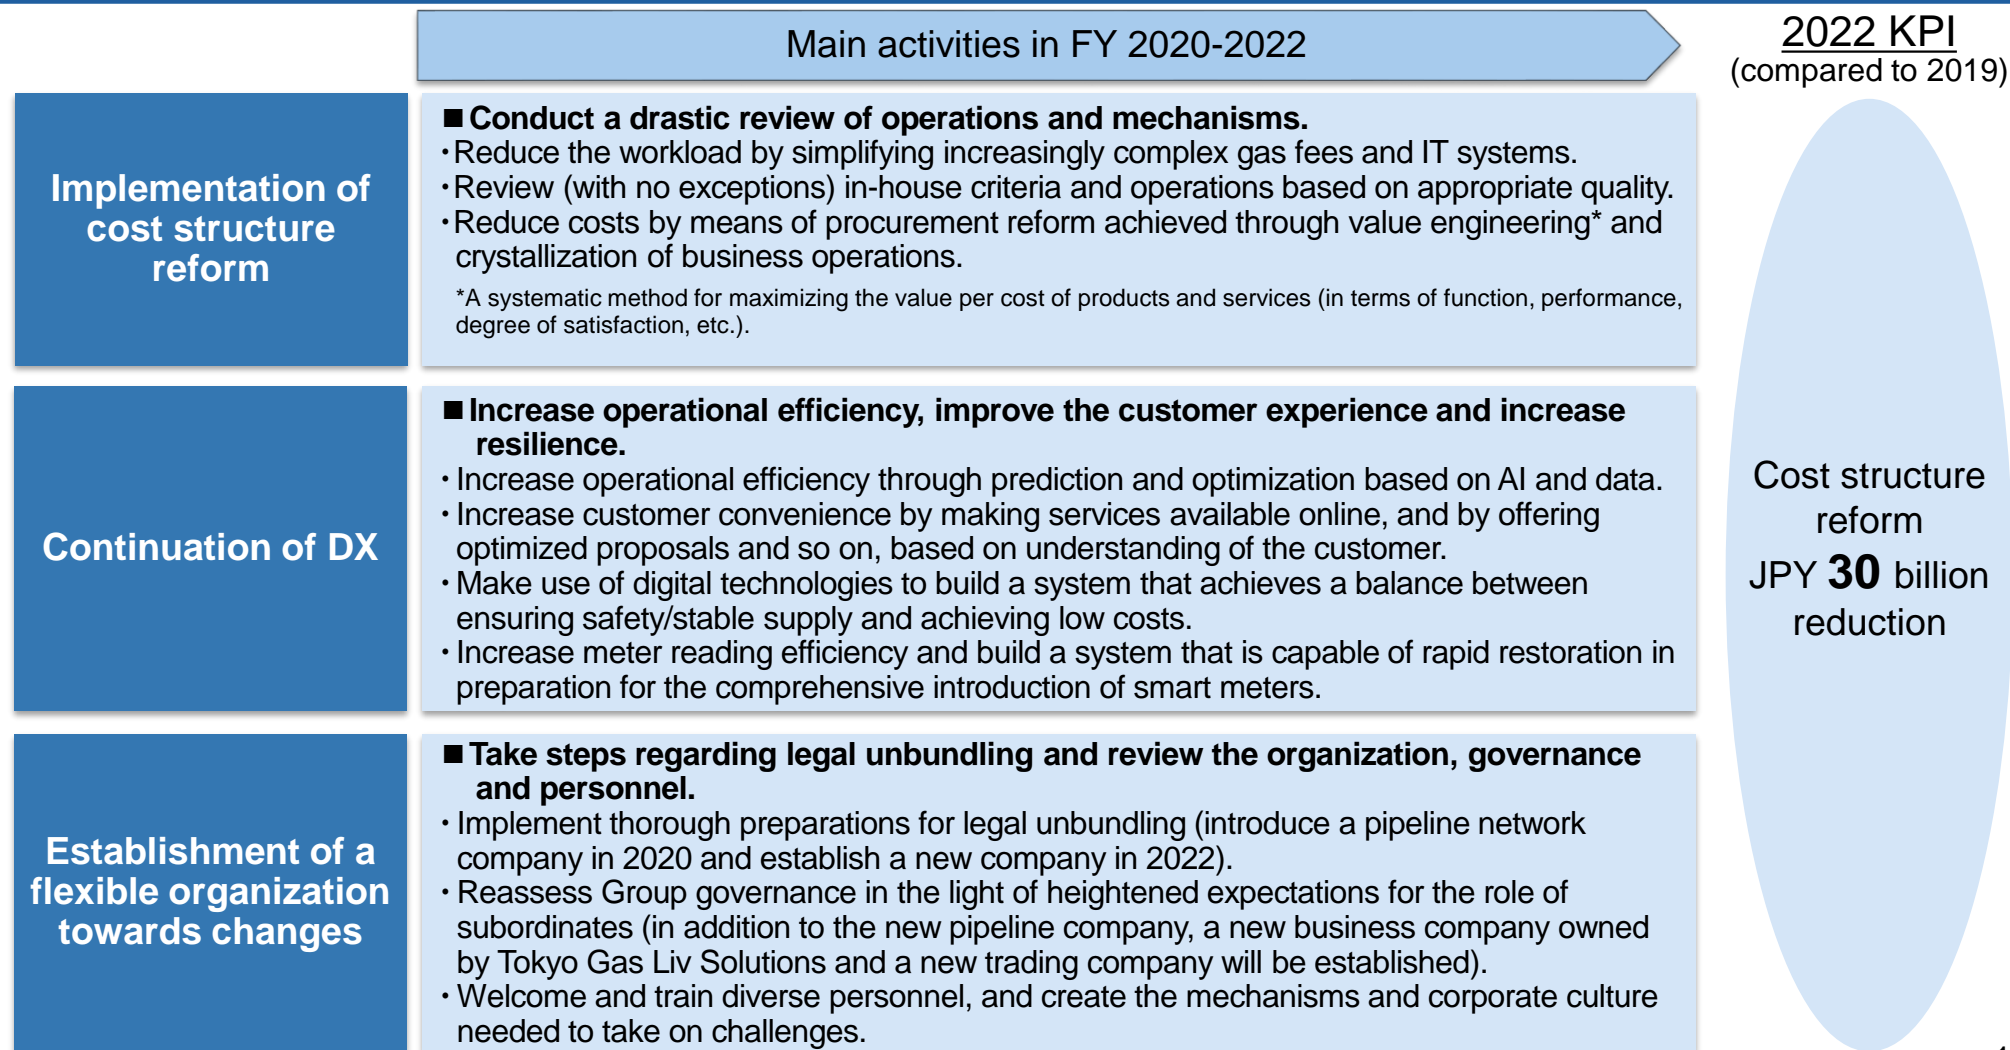 Main activities in FY 2020-2022
2022 KPI
(compared to 2019)
Implementation of
cost structure
reform
■Conduct a drastic review of operations and mechanisms.
・Reduce the workload by simplifying increasingly complex gas fees and IT systems.
・Review (with no exceptions) in-house criteria and operations based on appropriate quality.
・Reduce costs by means of procurement reform achieved through value engineering* and
crystallization of business operations.
*A systematic method for maximizing the value per cost of products and services (in terms of function, performance,
degree of satisfaction, etc.).
Continuation of DX
■Increase operational efficiency, improve the customer experience and increase
resilience.
・Increase operational efficiency through prediction and optimization based on AI and data.
・Increase customer convenience by making services available online, and by offering
optimized proposals and so on, based on understanding of the customer.
・Make use of digital technologies to build a system that achieves a balance between
ensuring safety/stable supply and achieving low costs.
・Increase meter reading efficiency and build a system that is capable of rapid restoration in
preparation for the comprehensive introduction of smart meters.
Establishment of a
flexible organization
towards changes
■Take steps regarding legal unbundling and review the organization, governance
and personnel.
・Implement thorough preparations for legal unbundling (introduce a pipeline network
company in 2020 and establish a new company in 2022).
・Reassess Group governance in the light of heightened expectations for the role of
subordinates (in addition to the new pipeline company, a new business company owned
by Tokyo Gas Liv Solutions and a new trading company will be established).
・Welcome and train diverse personnel, and create the mechanisms and corporate culture
needed to take on challenges.
Cost structure
reform
JPY 30 billion
reduction